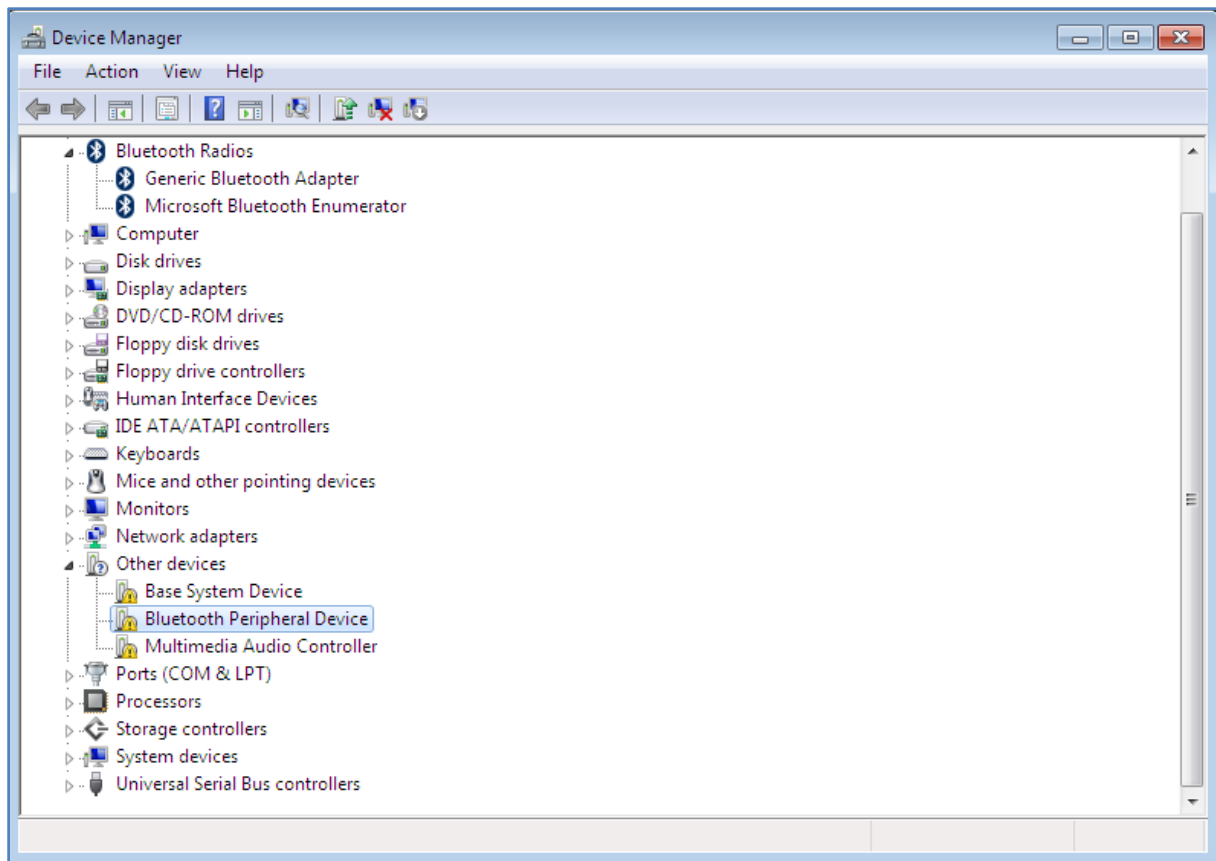 Device Manager
File Action View Help
Bluetooth Radios
Generic Bluetooth Adapter
Microsoft Bluetooth Enumerator
Computer
Disk drives
Display adapters
DVD/CD-ROM drives
Floppy disk drives
Floppy drive controllers
Human Interface Devices
IDE ATA/ATAPI controllers
Keyboards
Mice and other pointing devices
Monitors
Network adapters
Other devices
Base System Device
Bluetooth Peripheral Device
Multimedia Audio Controller
Ports (COM & LPT)
Processors
Storage controllers
System devices
Universal Serial Bus controllers